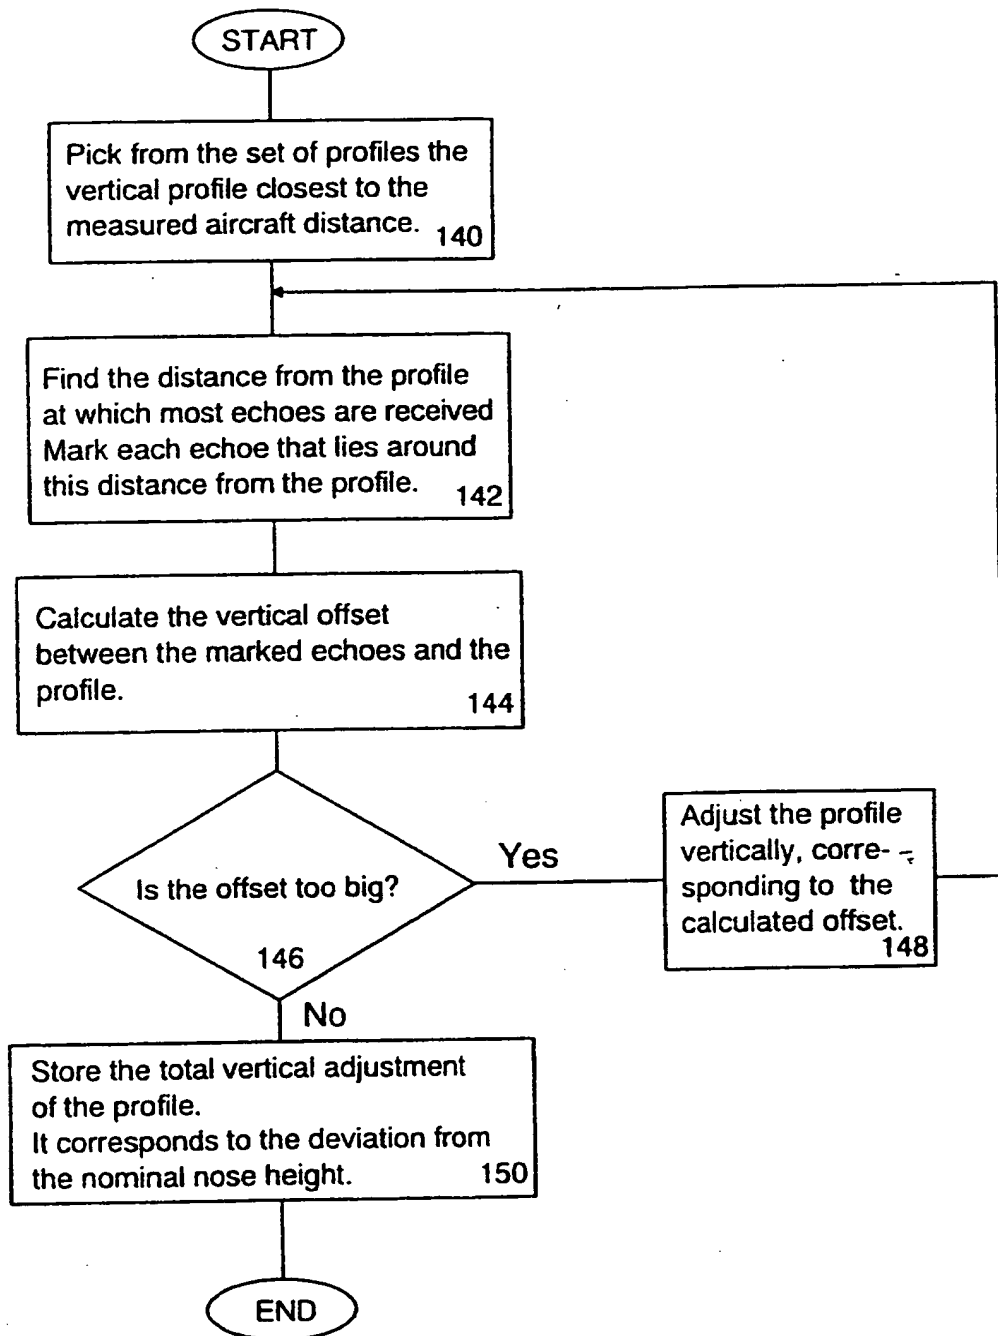 START
Pick from the set of profiles the
vertical profile closest to the
measured aircraft distance.
140
Find the distance from the profile
at which most echoes are received
Mark each echoe that lies around
this distance from the profile.
142
Calculate the vertical offset
between the marked echoes and the
profile.
144
Is the offset too big?
146
Yes
Adjust the profile
vertically, corre-
sponding to the
calculated offset.
148
No
Store the total vertical adjustment
of the profile.
It corresponds to the deviation from
the nominal nose height.
150
END